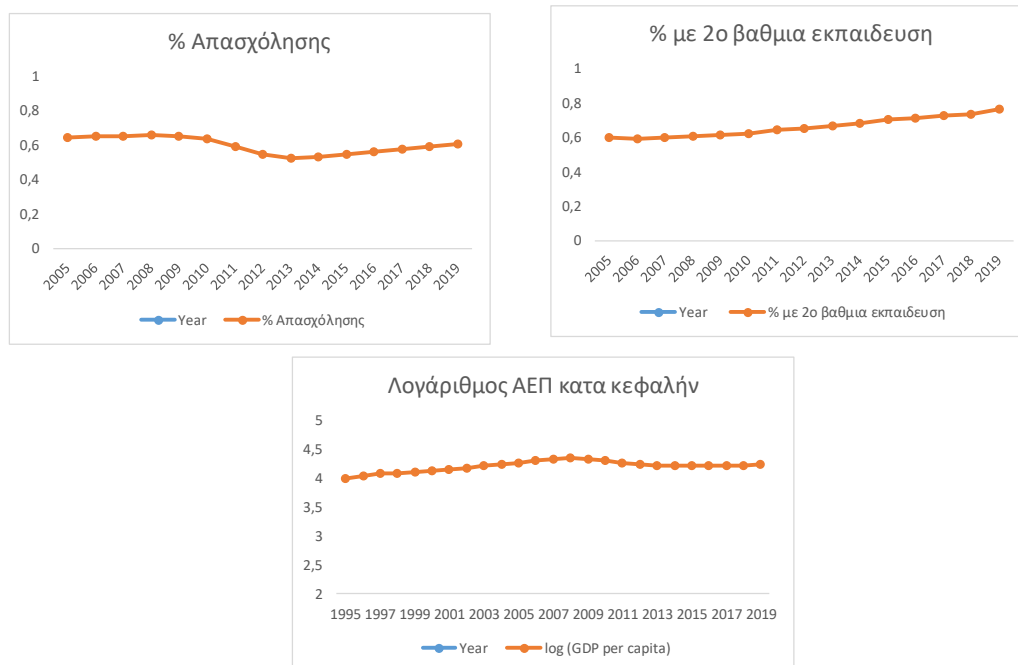 % Απασχόλησης
1
0,8
0,6
0,4
0,2
0
2005 2006 2007 2008 2009 2010 2011 2012 2013 2014 2015 2016 2017 2018 2019
Year % Απασχόλησης
% με 2ο βαθμια εκπαιδευση
1
0,8
0,6
0,4
0,2
0
2005 2006 2007 2008 2009 2010 2011 2012 2013 2014 2015 2016 2017 2018 2019
Year % με 2ο βαθμια εκπαιδευση
Λογάριθμος ΑΕΠ κατα κεφαλήν
5
4,5
4
3,5
3
2,5
2
1995 1997 1999 2001 2003 2005 2007 2009 2011 2013 2015 2017 2019
Year log (GDP per capita)